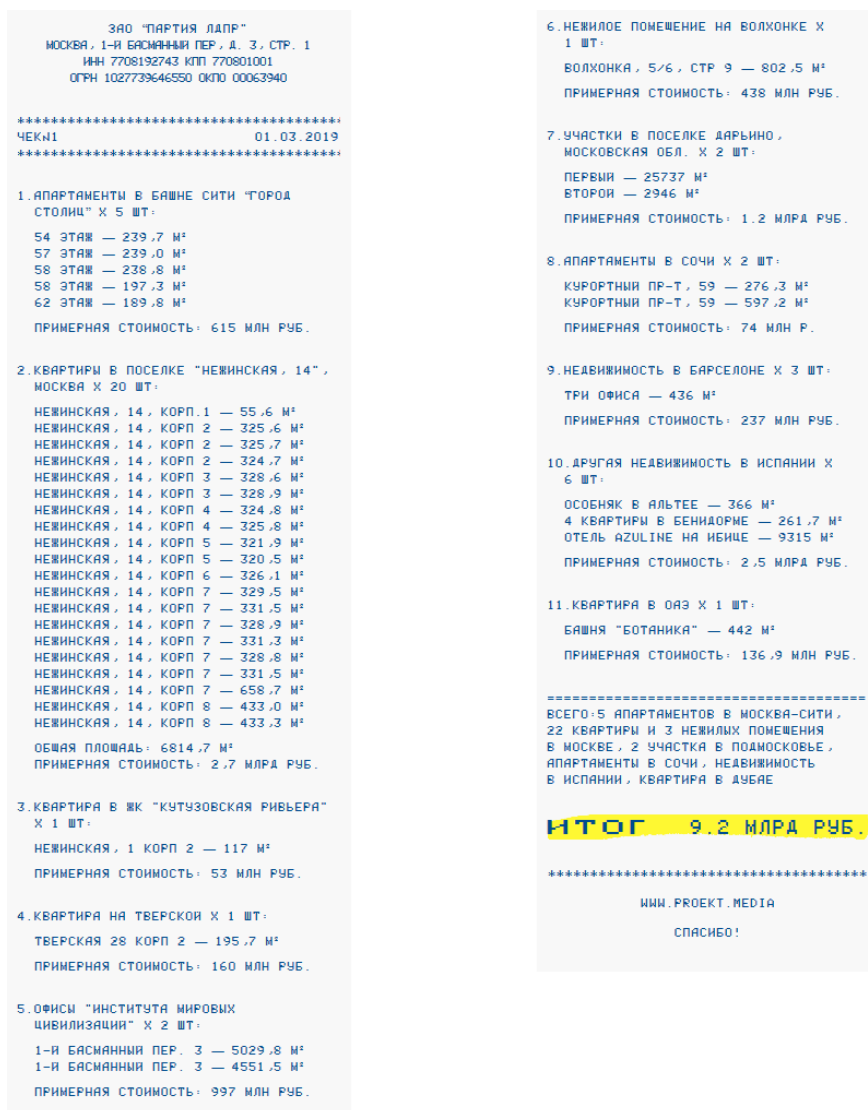 ЗАО "ПАРТИЯ ЛДПР"
МОСКВА, 1-Й БАСМАННЫЙ ПЕР, Д. 3, СТР. 1
ИНН 7708192743 КПП 770801001
ОГРН 1027739646550 ОКПО 00063940
***************************************
ЧЕК№1 01.03.2019
***************************************
1.АПАРТАМЕНТЫ В БАШНЕ СИТИ "ГОРОД
СТОЛИЦ" Х 5 ШТ:
54 ЭТАЖ — 239,7 М²
57 ЭТАЖ — 239,0 М²
58 ЭТАЖ — 238,8 М²
58 ЭТАЖ — 197,3 М²
62 ЭТАЖ — 189,8 М²
ПРИМЕРНАЯ СТОИМОСТЬ: 615 МЛН РУБ.
2.КВАРТИРЫ В ПОСЕЛКЕ "НЕЖИНСКАЯ, 14",
МОСКВА Х 20 ШТ:
НЕЖИНСКАЯ, 14, КОРП.1 — 55,6 М²
НЕЖИНСКАЯ, 14, КОРП 2 — 325,6 М²
НЕЖИНСКАЯ, 14, КОРП 2 — 325,7 М²
НЕЖИНСКАЯ, 14, КОРП 2 — 324,7 М²
НЕЖИНСКАЯ, 14, КОРП 3 — 328,6 М²
НЕЖИНСКАЯ, 14, КОРП 3 — 328,9 М²
НЕЖИНСКАЯ, 14, КОРП 4 — 324,8 М²
НЕЖИНСКАЯ, 14, КОРП 4 — 325,8 М²
НЕЖИНСКАЯ, 14, КОРП 5 — 321,9 М²
НЕЖИНСКАЯ, 14, КОРП 5 — 320,5 М²
НЕЖИНСКАЯ, 14, КОРП 6 — 326,1 М²
НЕЖИНСКАЯ, 14, КОРП 7 — 329,5 М²
НЕЖИНСКАЯ, 14, КОРП 7 — 331,5 М²
НЕЖИНСКАЯ, 14, КОРП 7 — 328,9 М²
НЕЖИНСКАЯ, 14, КОРП 7 — 331,3 М²
НЕЖИНСКАЯ, 14, КОРП 7 — 328,8 М²
НЕЖИНСКАЯ, 14, КОРП 7 — 331,5 М²
НЕЖИНСКАЯ, 14, КОРП 7 — 658,7 М²
НЕЖИНСКАЯ, 14, КОРП 8 — 433,0 М²
НЕЖИНСКАЯ, 14, КОРП 8 — 433,3 М²
ОБЩАЯ ПЛОЩАДЬ: 6814,7 М²
ПРИМЕРНАЯ СТОИМОСТЬ: 2,7 МЛРД РУБ.
3.КВАРТИРА В ЖК "КУТУЗОВСКАЯ РИВЬЕРА"
Х 1 ШТ:
НЕЖИНСКАЯ, 1 КОРП 2 — 117 М²
ПРИМЕРНАЯ СТОИМОСТЬ: 53 МЛН РУБ.
4.КВАРТИРА НА ТВЕРСКОЙ Х 1 ШТ:
ТВЕРСКАЯ 28 КОРП 2 — 195,7 М²
ПРИМЕРНАЯ СТОИМОСТЬ: 160 МЛН РУБ.
5.ОФИСЫ "ИНСТИТУТА МИРОВЫХ
ЦИВИЛИЗАЦИЙ" Х 2 ШТ:
1-Й БАСМАННЫЙ ПЕР. 3 — 5029,8 М²
1-Й БАСМАННЫЙ ПЕР. 3 — 4551,5 М²
ПРИМЕРНАЯ СТОИМОСТЬ: 997 МЛН РУБ.
6.НЕЖИЛОЕ ПОМЕЩЕНИЕ НА ВОЛХОНКЕ Х
1 ШТ:
ВОЛХОНКА, 5/6, СТР 9 — 802,5 М²
ПРИМЕРНАЯ СТОИМОСТЬ: 438 МЛН РУБ.
7.УЧАСТКИ В ПОСЕЛКЕ ДАРЬИНО,
МОСКОВСКАЯ ОБЛ. Х 2 ШТ:
ПЕРВЫЙ — 25737 М²
ВТОРОЙ — 2946 М²
ПРИМЕРНАЯ СТОИМОСТЬ: 1.2 МЛРД РУБ.
8.АПАРТАМЕНТЫ В СОЧИ Х 2 ШТ:
КУРОРТНЫЙ ПР-Т, 59 — 276,3 М²
КУРОРТНЫЙ ПР-Т, 59 — 597,2 М²
ПРИМЕРНАЯ СТОИМОСТЬ: 74 МЛН Р.
9.НЕДВИЖИМОСТЬ В БАРСЕЛОНЕ Х 3 ШТ:
ТРИ ОФИСА — 436 М²
ПРИМЕРНАЯ СТОИМОСТЬ: 237 МЛН РУБ.
10.ДРУГАЯ НЕДВИЖИМОСТЬ В ИСПАНИИ Х
6 ШТ:
ОСОБНЯК В АЛЬТЕЕ — 366 М²
4 КВАРТИРЫ В БЕНИДОРМЕ — 261,7 М²
ОТЕЛЬ AZULINE НА ИБИЦЕ — 9315 М²
ПРИМЕРНАЯ СТОИМОСТЬ: 2,5 МЛРД РУБ.
11.КВАРТИРА В ОАЭ Х 1 ШТ:
БАШНЯ "БОТАНИКА" — 442 М²
ПРИМЕРНАЯ СТОИМОСТЬ: 136,9 МЛН РУБ.
======================================
ВСЕГО:5 АПАРТАМЕНТОВ В МОСКВА-СИТИ,
22 КВАРТИРЫ И 3 НЕЖИЛЫХ ПОМЕЩЕНИЯ
В МОСКВЕ, 2 УЧАСТКА В ПОДМОСКОВЬЕ,
АПАРТАМЕНТЫ В СОЧИ, НЕДВИЖИМОСТЬ
В ИСПАНИИ, КВАРТИРА В ДУБАЕ
ИТОГ 9.2 МЛРД РУБ.
**************************************
WWW.PROEKT.MEDIA
СПАСИБО!